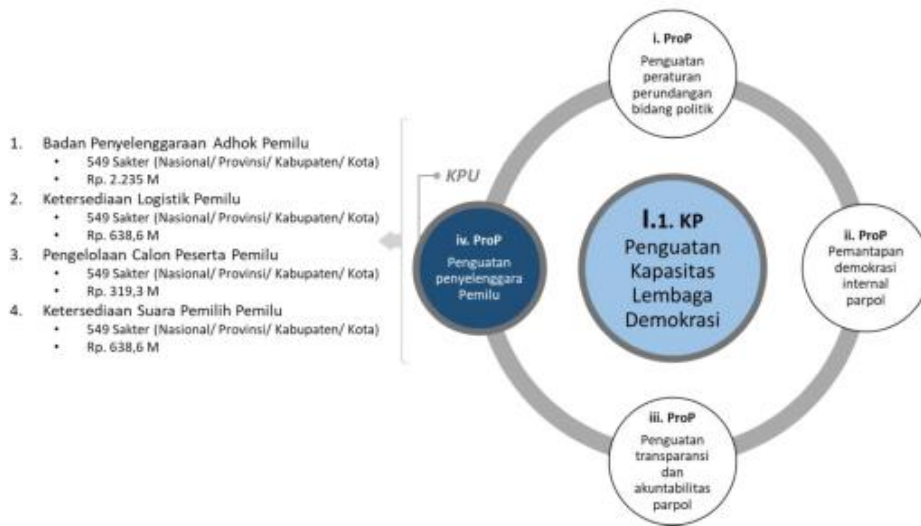 1. Badan Penyelenggaraan Adhok Pemilu
• 549 Sakter (Nasional/ Provinsi/ Kabupaten/ Kota)
• Rp. 2.235 M
2. Ketersediaan Logistik Pemilu
• 549 Sakter (Nasional/ Provinsi/ Kabupaten/ Kota)
• Rp. 638,6 M
3. Pengelolaan Calon Peserta Pemilu
• 549 Sakter (Nasional/ Provinsi/ Kabupaten/ Kota)
• Rp. 319,3 M
4. Ketersediaan Suara Pemilih Pemilu
• 549 Sakter (Nasional/ Provinsi/ Kabupaten/ Kota)
• Rp. 638,6 M
KPU
i. ProP
Penguatan
peraturan
perundangan
bidang politik
I.1. KP
Penguatan
Kapasitas
Lembaga
Demokrasi
ii. ProP
Pemantapan
demokrasi
internal
parpol
iii. ProP
Penguatan
transparansi
dan
akuntabilitas
parpol
iv. ProP
Penguatan
penyelenggara
Pemilu